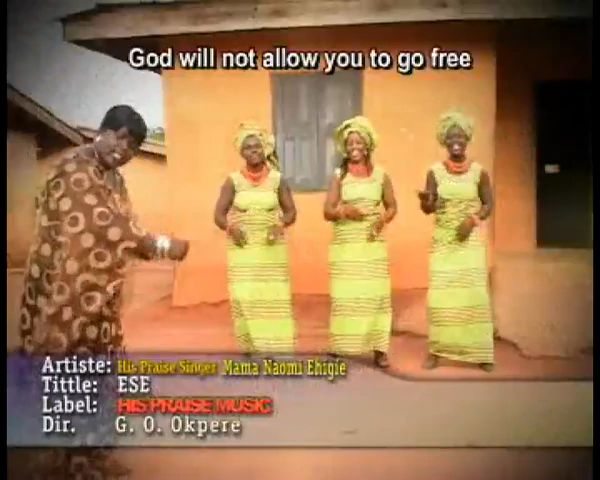 God will not allow you to go free
Artiste: His Praise Singer Mama Naomi Ehigie
Tittle: ESE
Label: HIS PRAISE MUSIC
Dir. G. O. Okpere